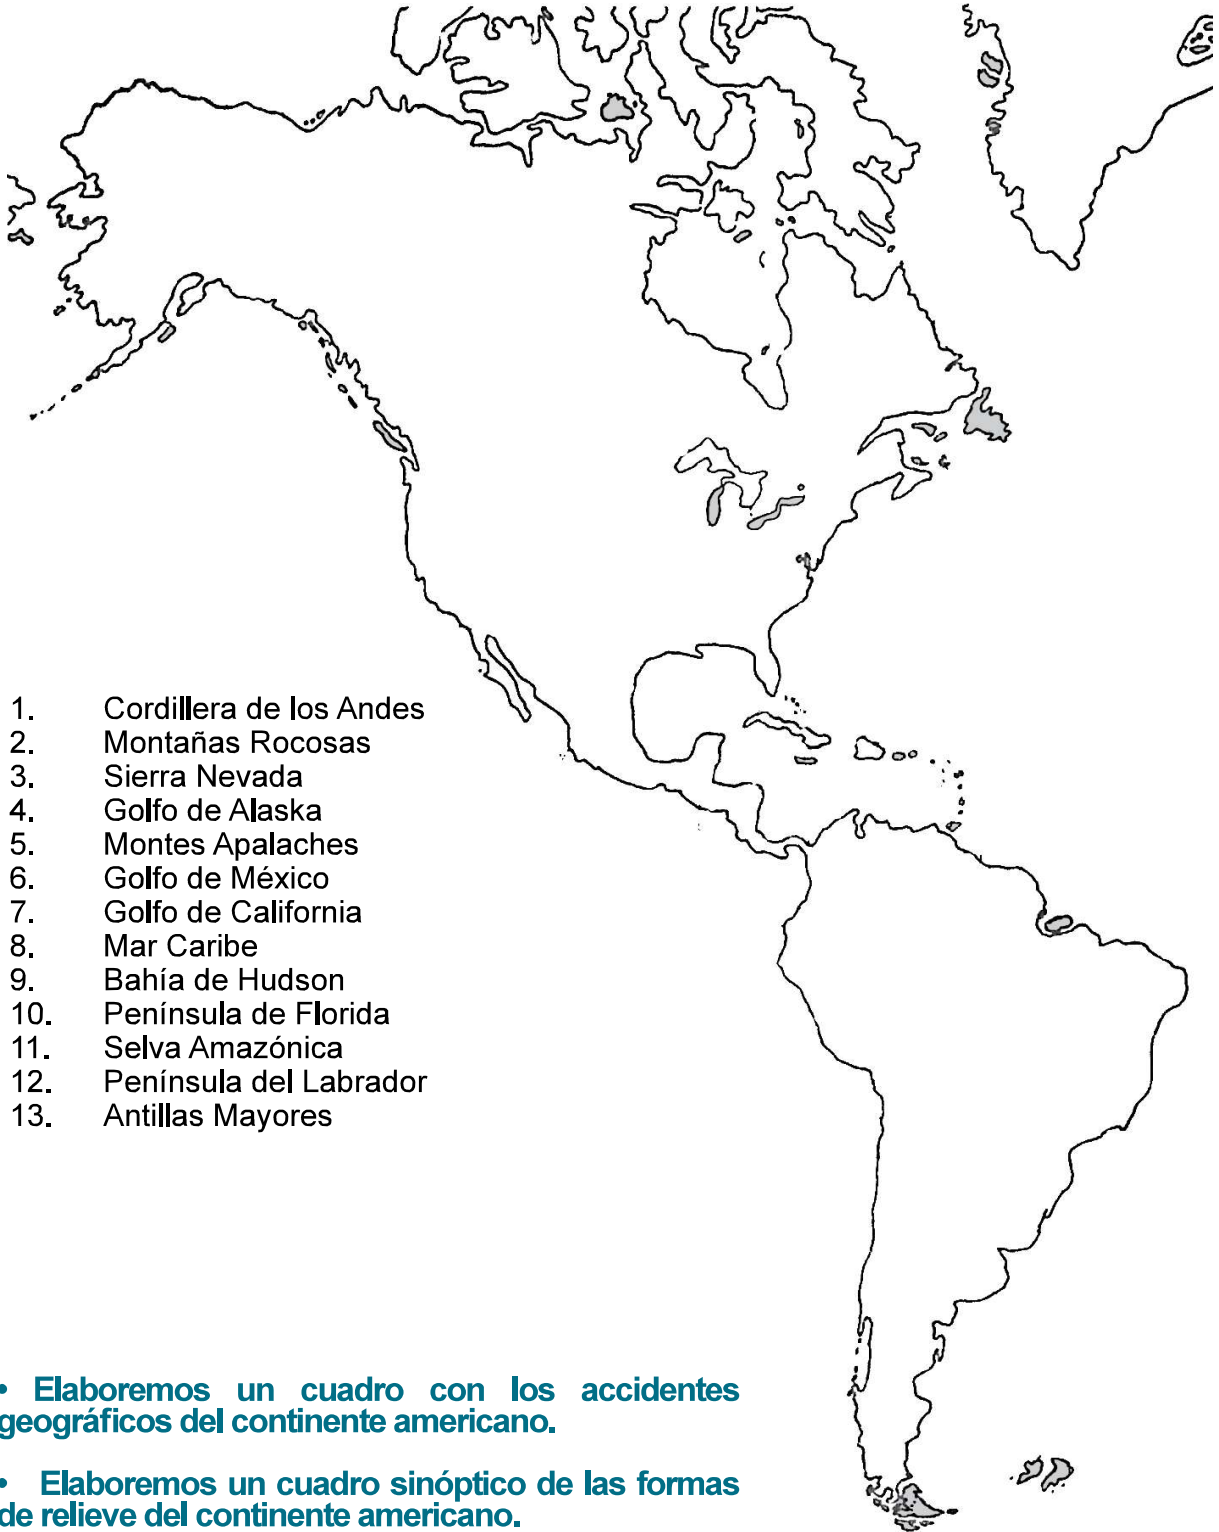 1. Cordillera de los Andes
2. Montañas Rocosas
3. Sierra Nevada
4. Golfo de Alaska
5. Montes Apalaches
6. Golfo de México
7. Golfo de California
8. Mar Caribe
9. Bahía de Hudson
10. Península de Florida
11. Selva Amazónica
12. Península del Labrador
13. Antillas Mayores
• Elaboremos un cuadro con los accidentes
geográficos del continente americano.
• Elaboremos un cuadro sinóptico de las formas
de relieve del continente americano.